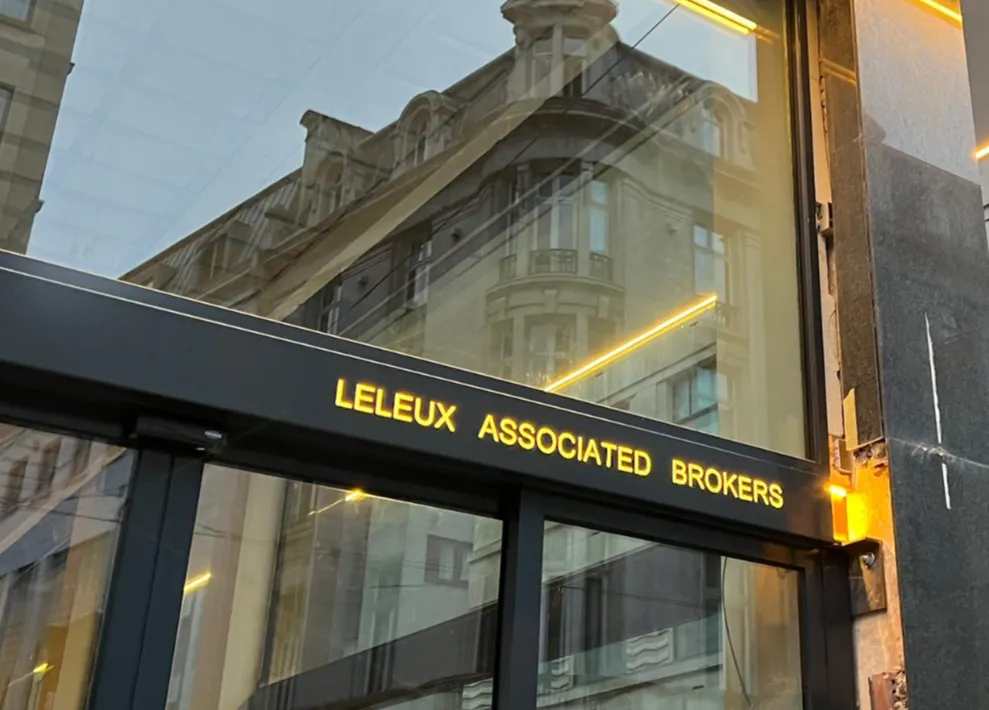 LELEUX ASSOCIATED BROKERS